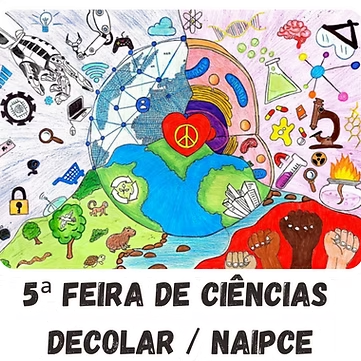 5ª FEIRA DE CIÊNCIAS
DECOLAR / NAIPCE